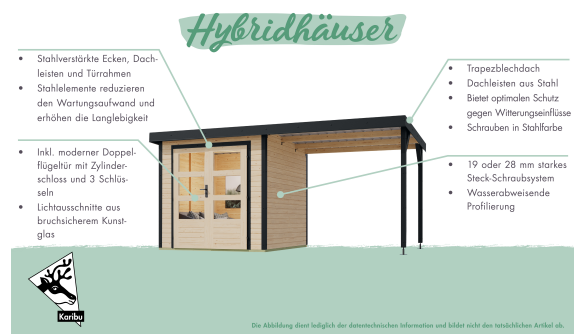 Hybridhäuser
• Stahlverstärkte Ecken, Dach-
leisten und Türrahmen
• Stahlelemente reduzieren
den Wartungsaufwand und
erhöhen die Langlebigkeit
• Inkl. moderner Doppel-
flügeltür mit Zylinder-
schloss und 3 Schlüs-
seln
• Lichtausschnitte aus
bruchsicherem Kunst-
glas
• Trapezblechdach
• Dachleisten aus Stahl
• Bietet optimalen Schutz
gegen Witterungseinflüsse
• Schrauben in Stahlfarbe
• 19 oder 28 mm starkes
Steck-Schraubsystem
• Wasserabweisende
Profilierung
Karibu
Die Abbildung dient lediglich der datentechnischen Information und bildet nicht den tatsächlichen Artikel ab.